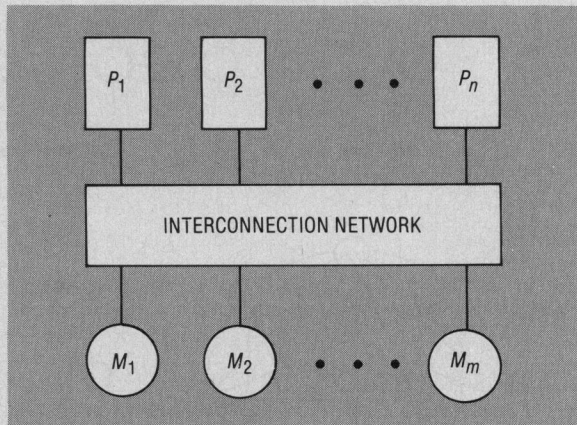 P1 P2 • • • Pn
INTERCONNECTION NETWORK
M1 M2 • • • Mm